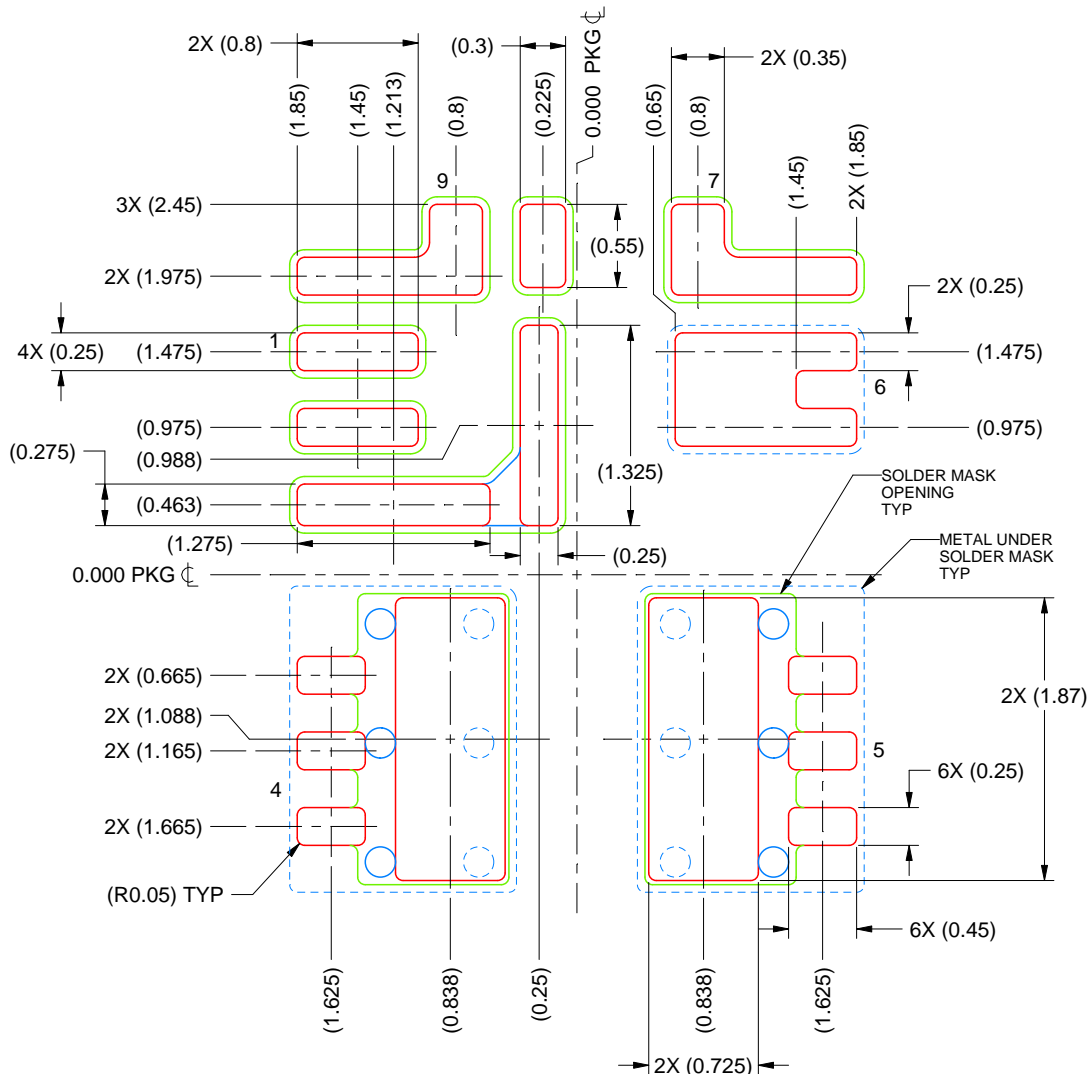 2X (0.8)
(0.3)
0.000 PKG ℄
2X (0.35)
(1.85)
(1.45)
(1.213)
(0.8)
(0.225)
(0.65)
(0.8)
(1.45)
2X (1.85)
9
7
3X (2.45)
(0.55)
2X (1.975)
2X (0.25)
1
4X (0.25)
(1.475)
(1.475)
6
(0.975)
(0.975)
(0.275)
(0.988)
(1.325)
SOLDER MASK
OPENING
TYP
(0.463)
METAL UNDER
SOLDER MASK
TYP
(1.275)
(0.25)
0.000 PKG ℄
2X (0.665)
2X (1.87)
2X (1.088)
2X (1.165)
5
4
6X (0.25)
2X (1.665)
(R0.05) TYP
6X (0.45)
(1.625)
(0.838)
(0.25)
(0.838)
(1.625)
2X (0.725)